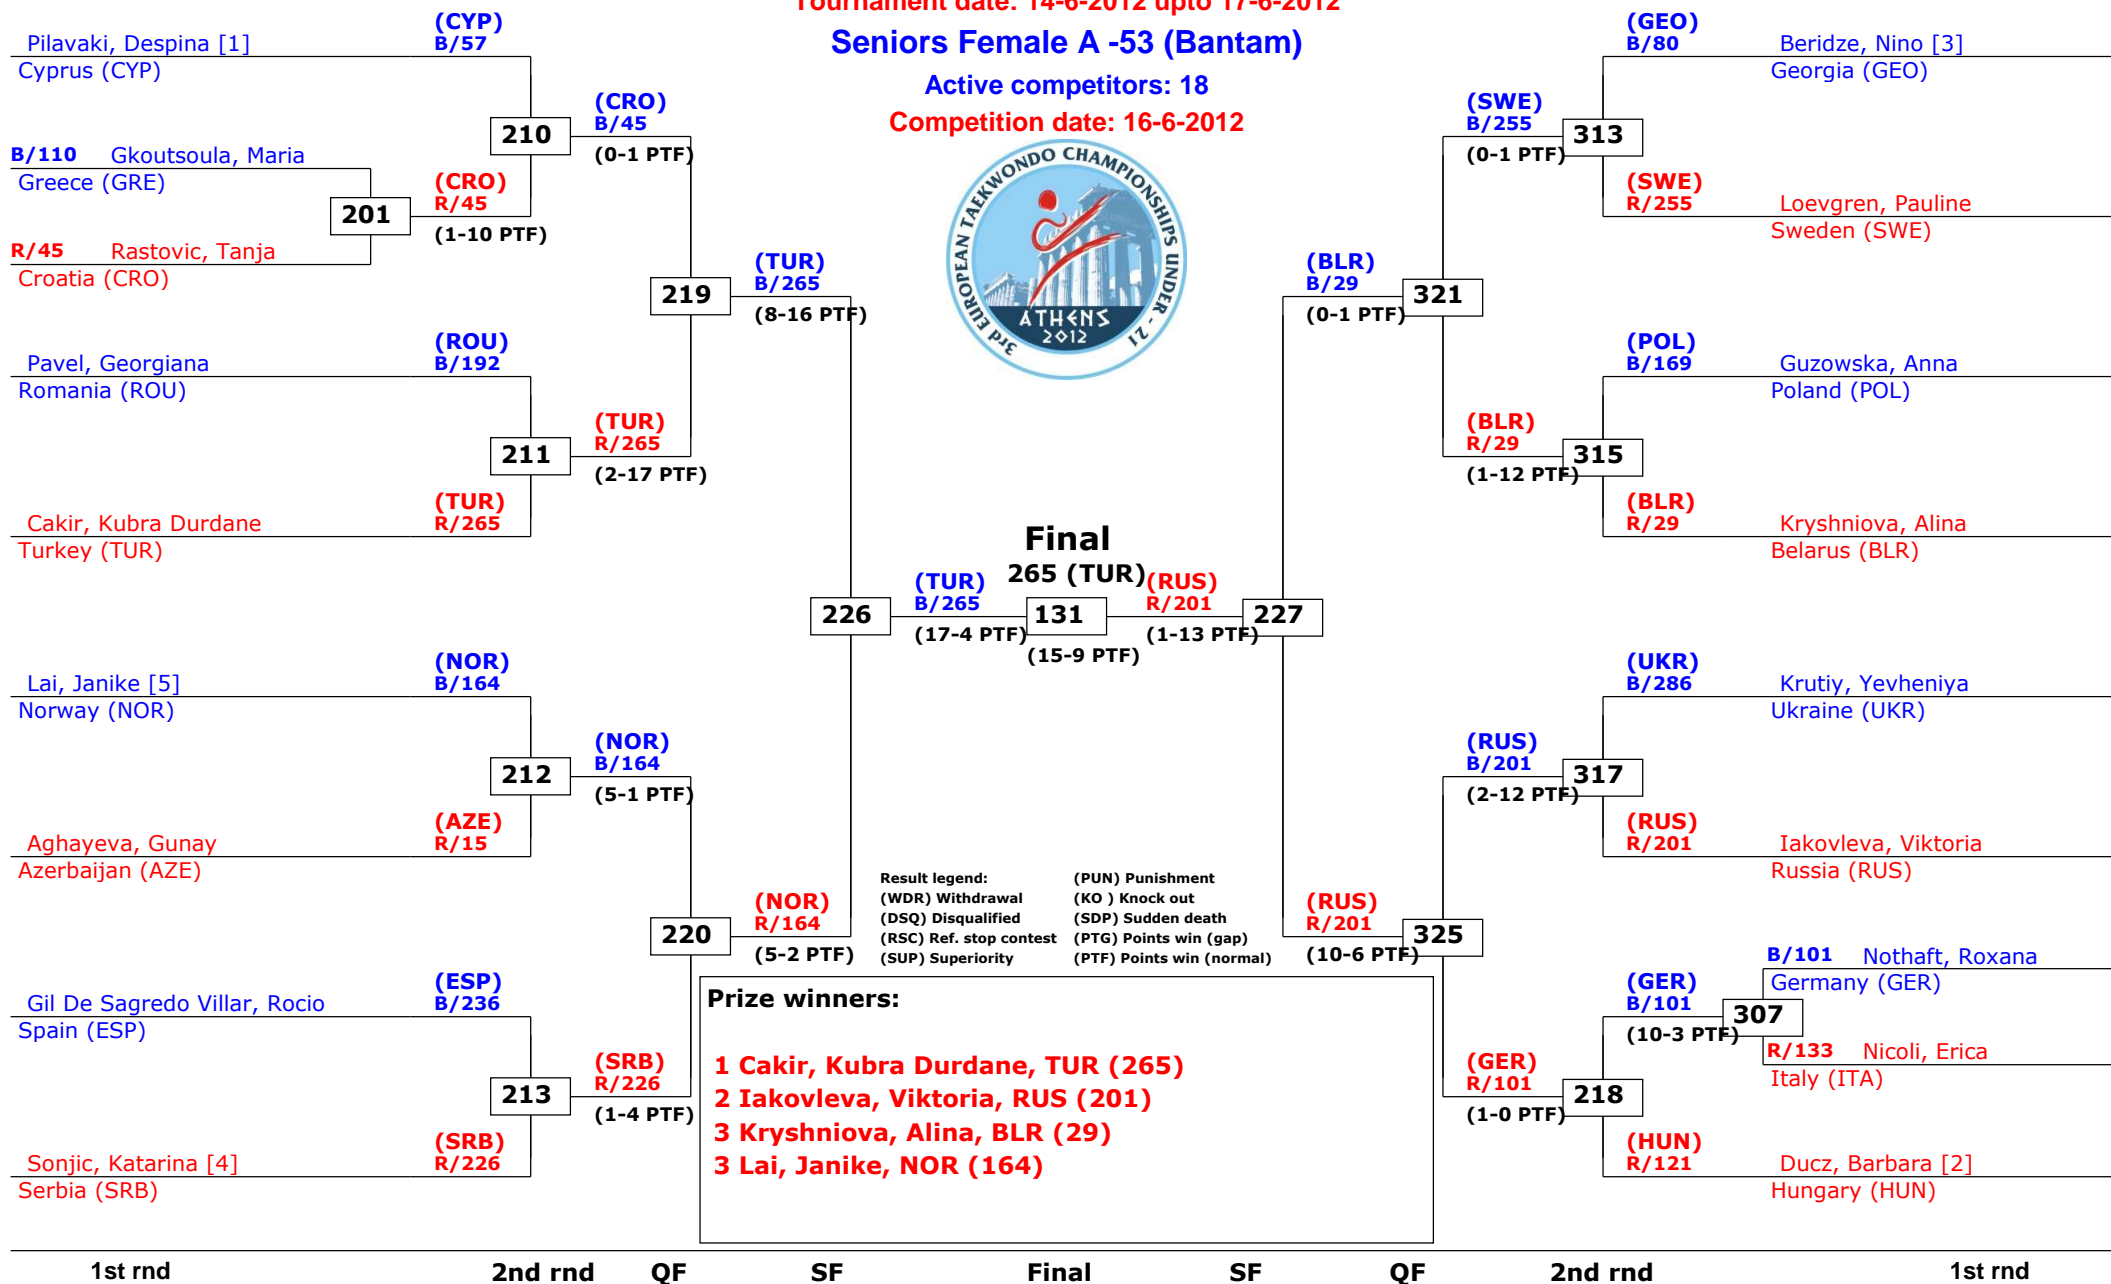 Tournament date: 14-6-2012 upto 17-6-2012
Seniors Female A -53 (Bantam)
Active competitors: 18
Competition date: 16-6-2012
3rd EUROPEAN TAEKWONDO CHAMPIONSHIPS UNDER - 21
ATHENS
2012
Pilavaki, Despina [1]
Cyprus (CYP)
(CYP)
B/57
B/110 Gkoutsoula, Maria
Greece (GRE)
R/45 Rastovic, Tanja
Croatia (CRO)
201
(CRO)
R/45
(1-10 PTF)
210
(CRO)
B/45
(0-1 PTF)
Pavel, Georgiana
Romania (ROU)
(ROU)
B/192
Cakir, Kubra Durdane
Turkey (TUR)
(TUR)
R/265
211
(TUR)
R/265
(2-17 PTF)
219
(TUR)
B/265
(8-16 PTF)
Lai, Janike [5]
Norway (NOR)
(NOR)
B/164
Aghayeva, Gunay
Azerbaijan (AZE)
(AZE)
R/15
212
(NOR)
B/164
(5-1 PTF)
Gil De Sagredo Villar, Rocio
Spain (ESP)
(ESP)
B/236
Sonjic, Katarina [4]
Serbia (SRB)
(SRB)
R/226
213
(SRB)
R/226
(1-4 PTF)
220
(NOR)
R/164
(5-2 PTF)
226
(TUR)
B/265
(17-4 PTF)
Final
265 (TUR)
131
(15-9 PTF)
(RUS)
R/201
(1-13 PTF)
227
(GEO)
B/80
Beridze, Nino [3]
Georgia (GEO)
(SWE)
R/255
Loevgren, Pauline
Sweden (SWE)
313
(SWE)
B/255
(0-1 PTF)
(POL)
B/169
Guzowska, Anna
Poland (POL)
(BLR)
R/29
Kryshniova, Alina
Belarus (BLR)
315
(BLR)
R/29
(1-12 PTF)
321
(BLR)
B/29
(0-1 PTF)
(UKR)
B/286
Krutiy, Yevheniya
Ukraine (UKR)
(RUS)
R/201
Iakovleva, Viktoria
Russia (RUS)
317
(RUS)
B/201
(2-12 PTF)
B/101 Nothaft, Roxana
Germany (GER)
R/133 Nicoli, Erica
Italy (ITA)
307
(GER)
B/101
(10-3 PTF)
(HUN)
R/121
Ducz, Barbara [2]
Hungary (HUN)
218
(GER)
R/101
(1-0 PTF)
325
(RUS)
R/201
(10-6 PTF)
Result legend: (PUN) Punishment
(WDR) Withdrawal (KO ) Knock out
(DSQ) Disqualified (SDP) Sudden death
(RSC) Ref. stop contest (PTG) Points win (gap)
(SUP) Superiority (PTF) Points win (normal)
Prize winners:
1 Cakir, Kubra Durdane, TUR (265)
2 Iakovleva, Viktoria, RUS (201)
3 Kryshniova, Alina, BLR (29)
3 Lai, Janike, NOR (164)
1st rnd 2nd rnd QF SF Final SF QF 2nd rnd 1st rnd